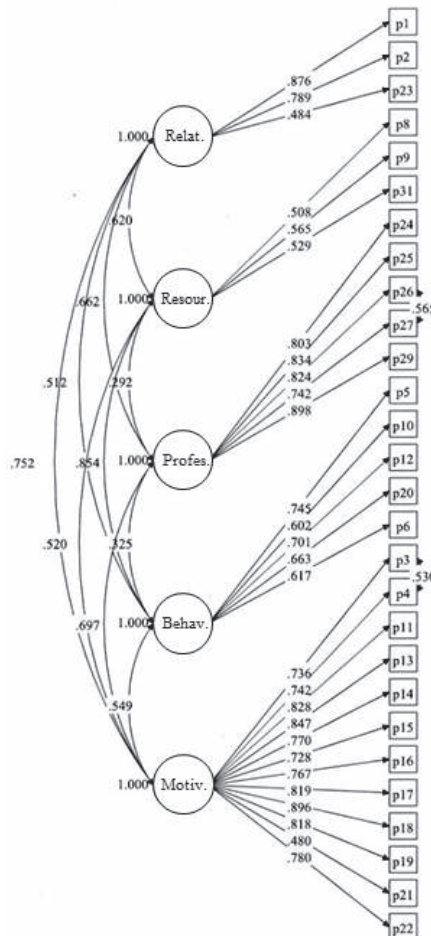 p1
p2
.876
.789
p23
.484
p8
1.000
Relat.
p9
p31
.508
.620
.565
p24
.529
p25
1.000
Resour.
p26
.565
.662
p27
.803
.834
p29
.824
.512
.292
.742
p5
.898
p10
.752
.854
1.000
Profes.
p12
.745
p20
.602
.520
.325
.701
p6
.663
.617
p3
.530
1.000
Behav.
p4
.697
p11
.736
p13
.742
.549
.828
p14
.847
.770
p15
.728
1.000
Motiv.
p16
.767
.819
p17
.896
p18
.818
.480
p19
.780
p21
p22